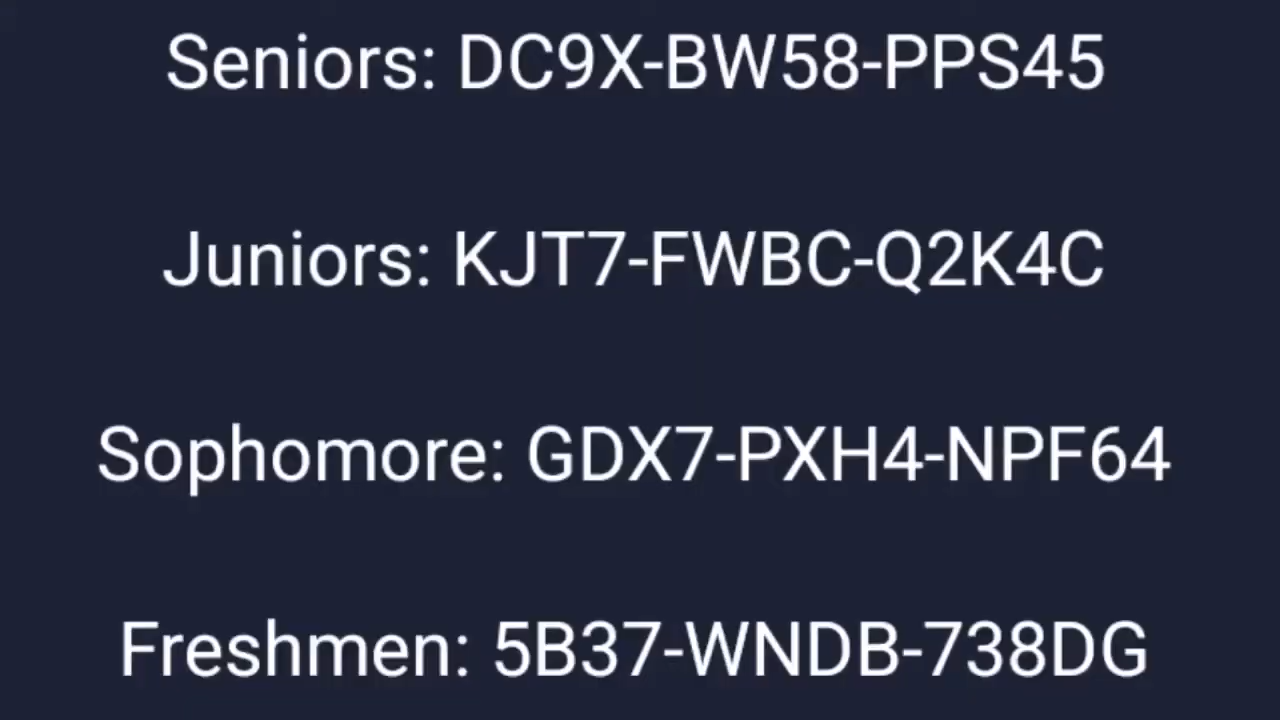 Seniors: DC9X-BW58-PPS45
Juniors: KJT7-FWBC-Q2K4C
Sophomore: GDX7-PXH4-NPF64
Freshmen: 5B37-WNDB-738DG